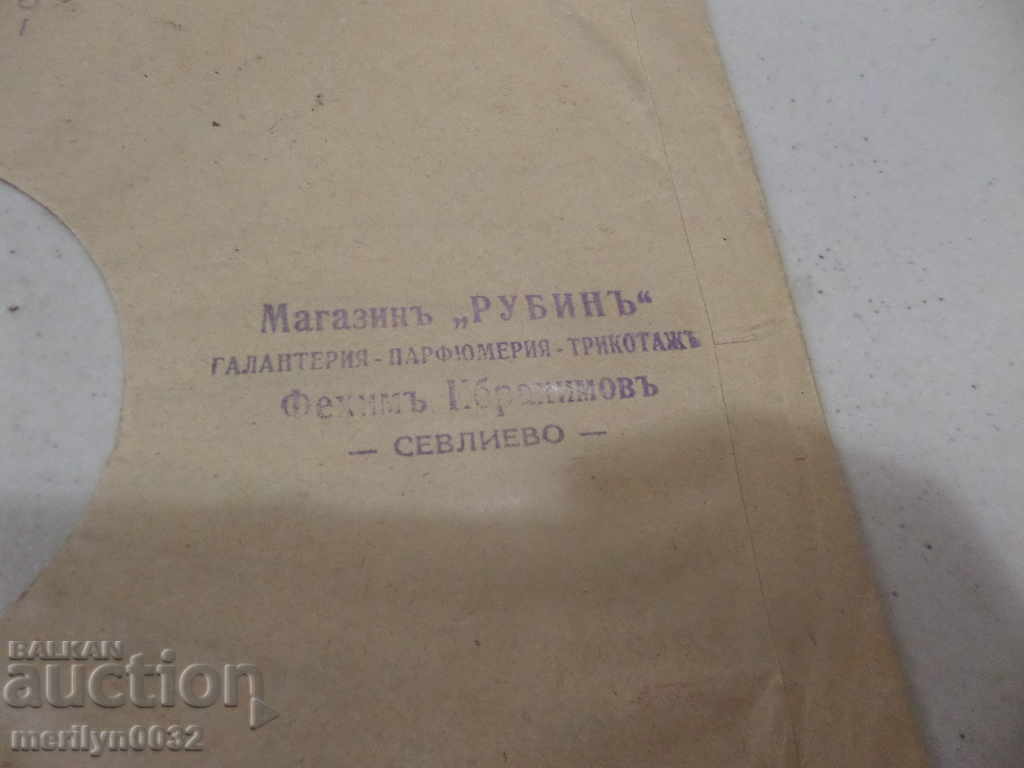 Магазинъ „РУБИНЪ“
ГАЛАНТЕРИЯ - ПАРФЮМЕРИЯ - ТРИКОТАЖЪ
Фехимъ Ибрахимовъ
— СЕВЛИЕВО —
BALKAN
auction
merilyn0032